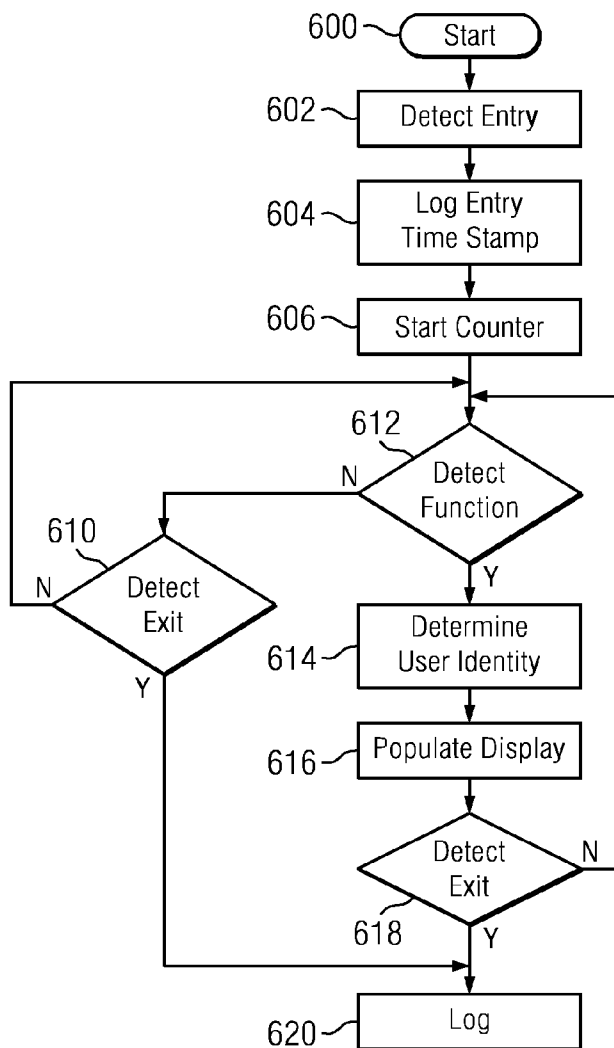 600
Start
602
Detect Entry
604
Log Entry
Time Stamp
606
Start Counter
612
N
Detect
Function
Y
610
N
Detect
Exit
Y
614
Determine
User Identity
616
Populate Display
Detect
Exit
N
618
Y
620
Log